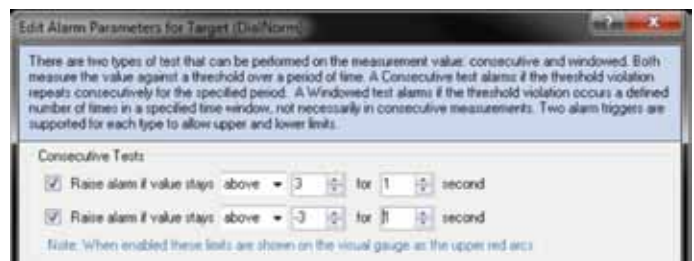 Edit Alarm Parameters for Target (DialNorm)
There are two types of test that can be performed on the measurement value: consecutive and windowed. Both
measure the value against a threshold over a period of time. A Consecutive test alarms if the threshold violation
repeats consecutively for the specified period. A Windowed test alarms if the threshold violation occurs a defined
number of times in a specified time window, not necessarily in consecutive measurements. Two alarm triggers are
supported for each type to allow upper and lower limits.
Consecutive Tests
Raise alarm if value stays above 3 for 1 second
Raise alarm if value stays above -3 for 1 second
Note: When enabled these limits are shown on the visual gauge as the upper red arcs